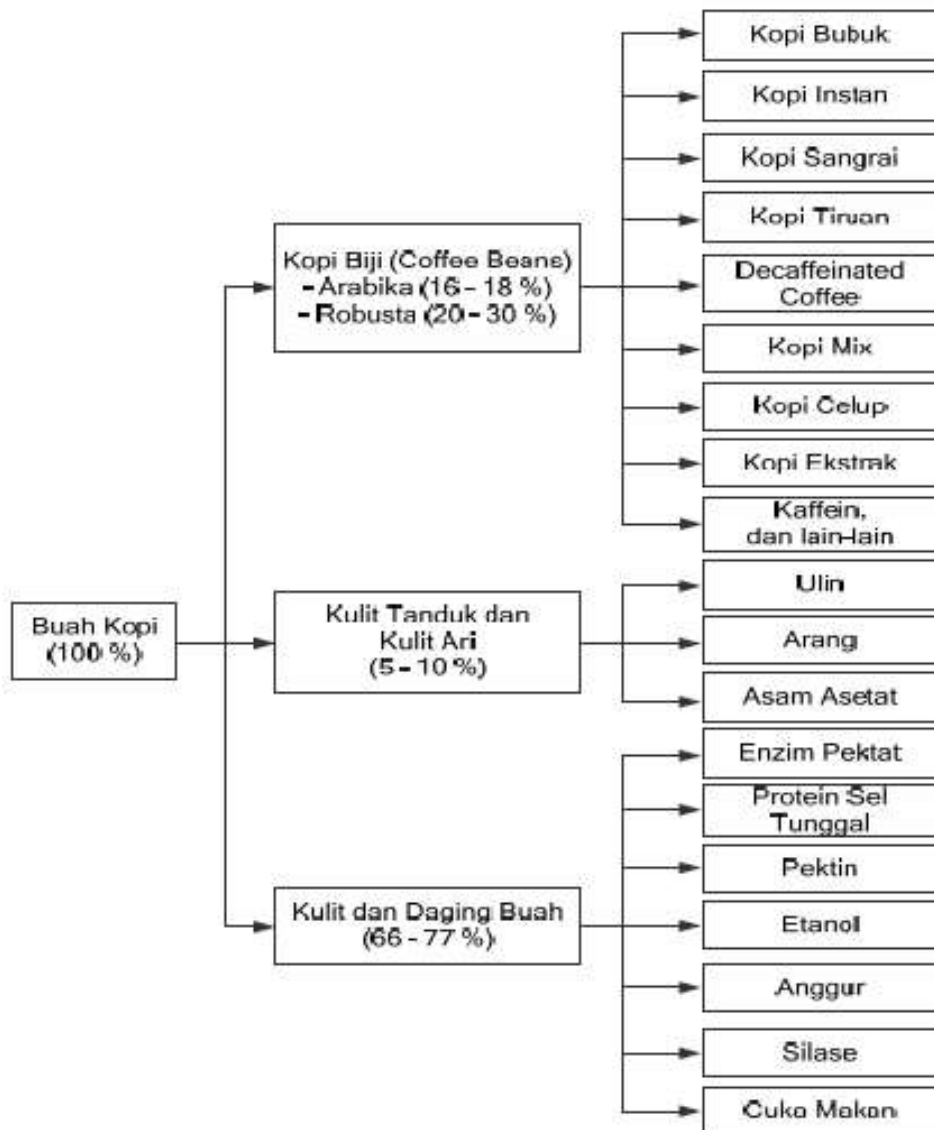 Buah Kopi
(100 %)
Kopi Biji (Coffee Beans)
- Arabika (16 - 18 %)
- Robusta (20 - 30 %)
Kopi Bubuk
Kopi Instan
Kopi Sangrai
Kopi Tiruan
Decaffeinated
Coffee
Kopi Mix
Kopi Celup
Kopi Ekstrak
Kaffein,
dan lain-lain
Kulit Tanduk dan
Kulit Ari
(5 - 10 %)
Ulin
Arang
Asam Asetat
Kulit dan Daging Buah
(66 - 77 %)
Enzim Pektat
Protein Sel
Tunggal
Pektin
Etanol
Anggur
Silase
Cuka Makan